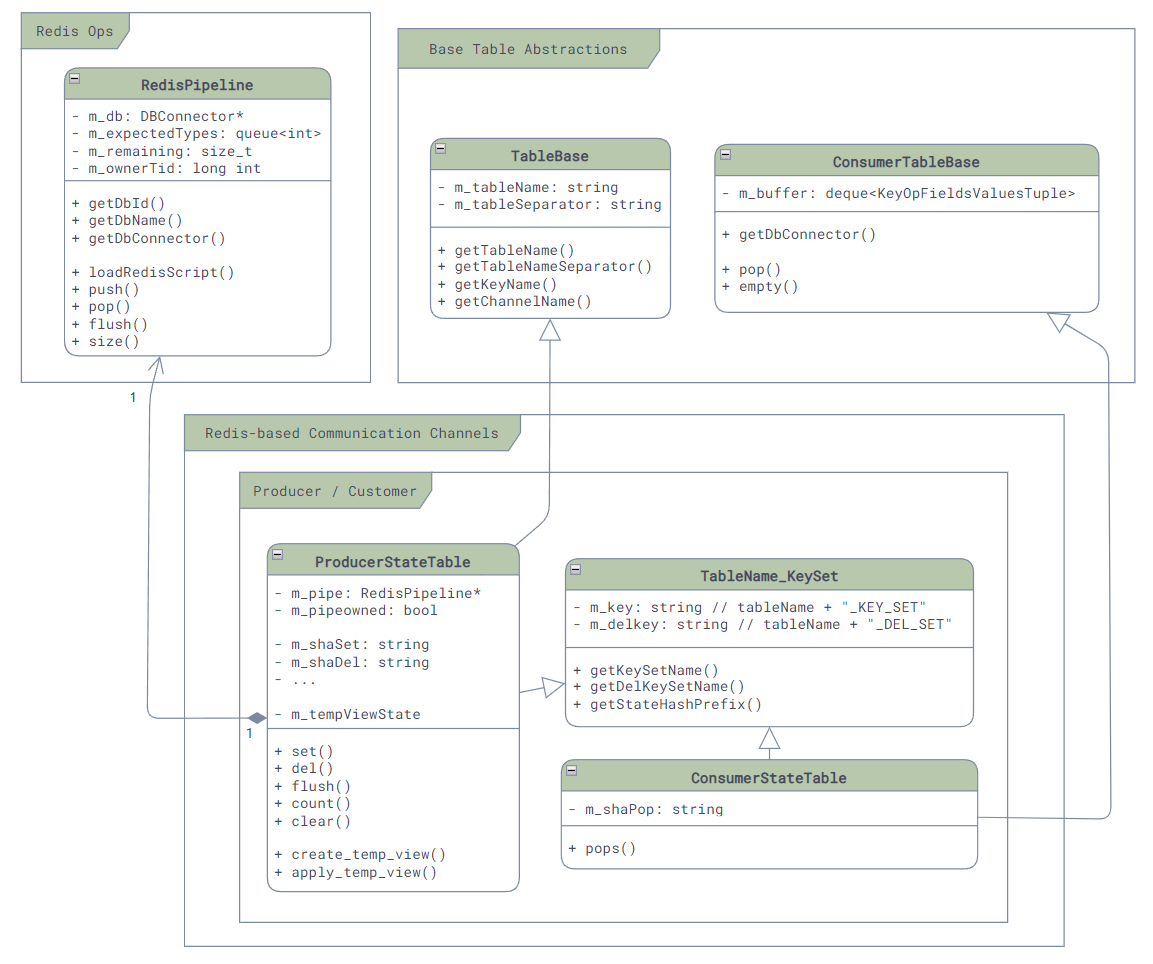 Redis Ops
RedisPipeline
- m_db: DBConnector*
- m_expectedTypes: queue<int>
- m_remaining: size_t
- m_ownerTid: long int
+ getDbId()
+ getDbName()
+ getDbConnector()
+ loadRedisScript()
+ push()
+ pop()
+ flush()
+ size()
1
Base Table Abstractions
TableBase
- m_tableName: string
- m_tableSeparator: string
+ getTableName()
+ getTableNameSeparator()
+ getKeyName()
+ getChannelName()
ConsumerTableBase
- m_buffer: deque<KeyOpFieldsValuesTuple>
+ getDbConnector()
+ pop()
+ empty()
Redis-based Communication Channels
Producer / Customer
ProducerStateTable
- m_pipe: RedisPipeline*
- m_pipeowned: bool
- m_shaSet: string
- m_shaDel: string
- ...
- m_tempViewState
1
+ set()
+ del()
+ flush()
+ count()
+ clear()
+ create_temp_view()
+ apply_temp_view()
TableName_KeySet
- m_key: string // tableName + "_KEY_SET"
- m_delkey: string // tableName + "_DEL_SET"
+ getKeySetName()
+ getDelKeySetName()
+ getStateHashPrefix()
ConsumerStateTable
- m_shaPop: string
+ pops()